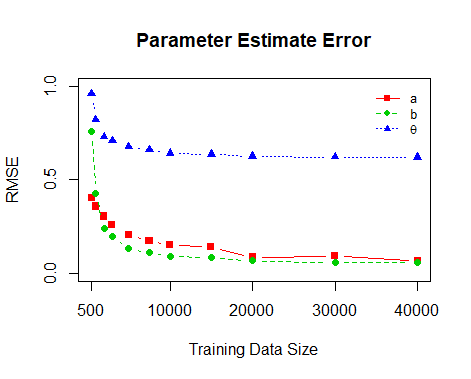 Parameter Estimate Error
1.0
0.5
0.0
RMSE
a
b
θ
500
10000
20000
30000
40000
Training Data Size